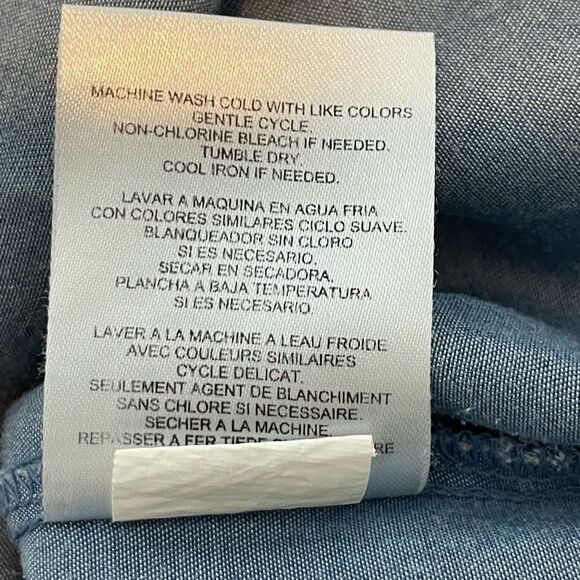 MACHINE WASH COLD WITH LIKE COLORS
GENTLE CYCLE.
NON-CHLORINE BLEACH IF NEEDED.
TUMBLE DRY.
COOL IRON IF NEEDED.
LAVAR A MAQUINA EN AGUA FRIA
CON COLORES SIMILARES CICLO SUAVE.
BLANQUEADOR SIN CLORO
SI ES NECESARIO.
SECAR EN SECADORA.
PLANCHA A BAJA TEMPERATURA
SI ES NECESARIO.
LAVER A LA MACHINE A LEAU FROIDE
AVEC COULEURS SIMILAIRES
CYCLE DELICAT.
SEULEMENT AGENT DE BLANCHIMENT
SANS CHLORE SI NECESSAIRE.
SECHER A LA MACHINE.
REPASSER A FER TIEDE